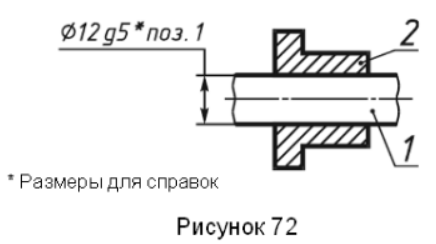 Ø12 g5* поз. 1
2
1
* Размеры для справок
Рисунок 72